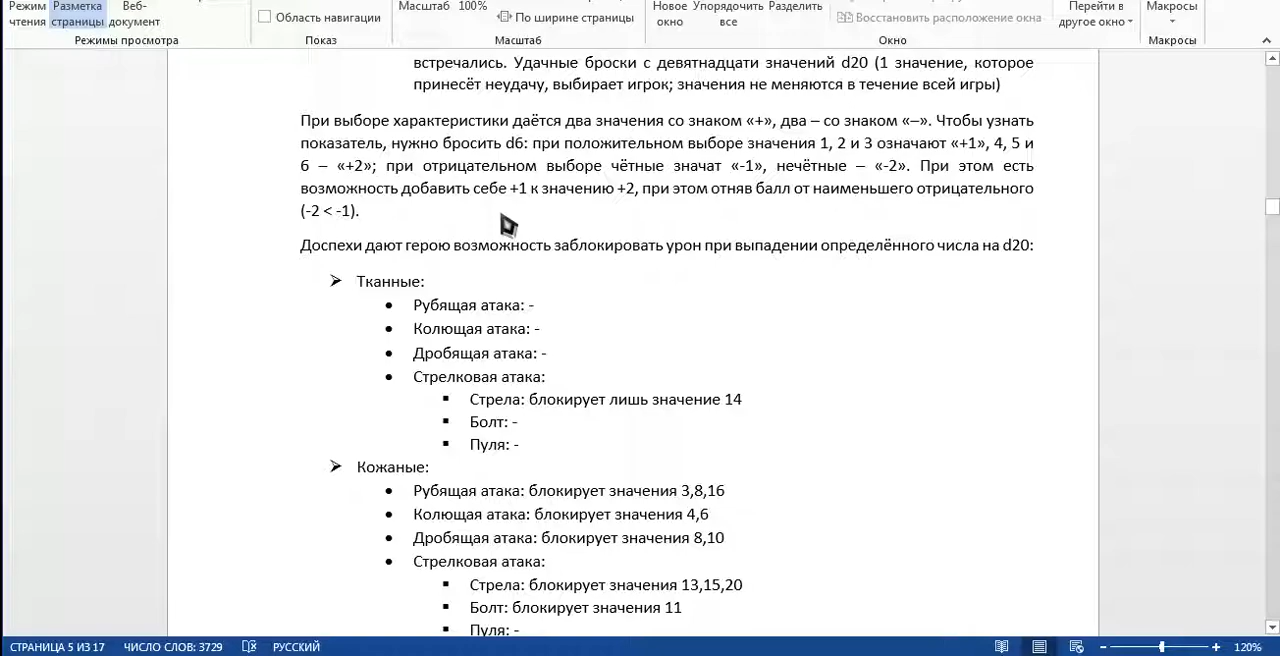 Режим чтения
Разметка страницы
Веб-документ
Режимы просмотра
Область навигации
Показ
Масштаб
100%
По ширине страницы
Масштаб
Новое окно
Упорядочить все
Разделить
Восстановить расположение окна
Перейти в другое окно
Окно
Макросы
Макросы
встречались. Удачные броски с девятнадцати значений d20 (1 значение, которое
принесёт неудачу, выбирает игрок; значения не меняются в течение всей игры)
При выборе характеристики даётся два значения со знаком «+», два – со знаком «–». Чтобы узнать
показатель, нужно бросить d6: при положительном выборе значения 1, 2 и 3 означают «+1», 4, 5 и
6 – «+2»; при отрицательном выборе чётные значат «-1», нечётные – «-2». При этом есть
возможность добавить себе +1 к значению +2, при этом отняв балл от наименьшего отрицательного
(-2 < -1).
Доспехи дают герою возможность заблокировать урон при выпадении определённого числа на d20:
➢ Тканные:
• Рубящая атака: -
• Колющая атака: -
• Дробящая атака: -
• Стрелковая атака:
▪ Стрела: блокирует лишь значение 14
▪ Болт: -
▪ Пуля: -
➢ Кожаные:
• Рубящая атака: блокирует значения 3,8,16
• Колющая атака: блокирует значения 4,6
• Дробящая атака: блокирует значения 8,10
• Стрелковая атака:
▪ Стрела: блокирует значения 13,15,20
▪ Болт: блокирует значения 11
▪ Пуля: -
СТРАНИЦА 5 ИЗ 17
ЧИСЛО СЛОВ: 3729
РУССКИЙ
120%